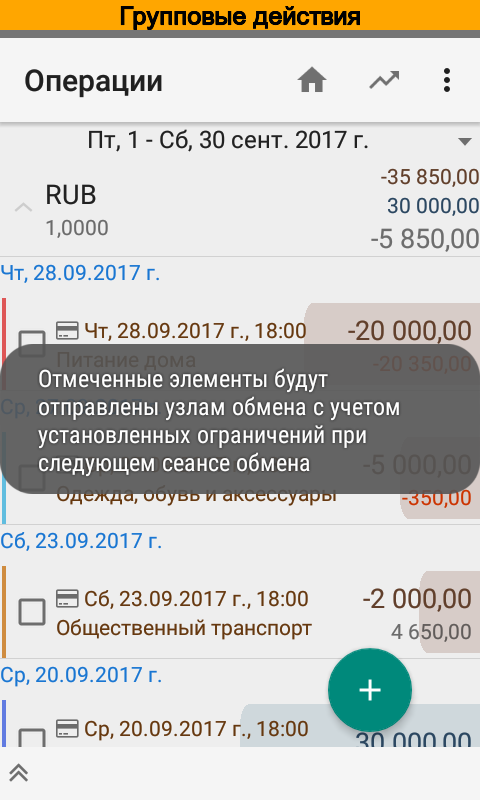 Групповые действия
Операции
Пт, 1 - Сб, 30 сент. 2017 г.
-35 850,00
RUB
30 000,00
1,0000
-5 850,00
Чт, 28.09.2017 г.
Чт, 28.09.2017 г., 18:00
-20 000,00
Питание дома
-20 350,00
Отмеченные элементы будут
отправлены узлам обмена с учетом
установленных ограничений при
следующем сеансе обмена
Ср,
-5 000,00
Одежда, обувь и аксессуары
-350,00
Сб, 23.09.2017 г.
Сб, 23.09.2017 г., 18:00
-2 000,00
Общественный транспорт
4 650,00
Ср, 20.09.2017 г.
Ср, 20.09.2017 г., 18:00
30 000,00